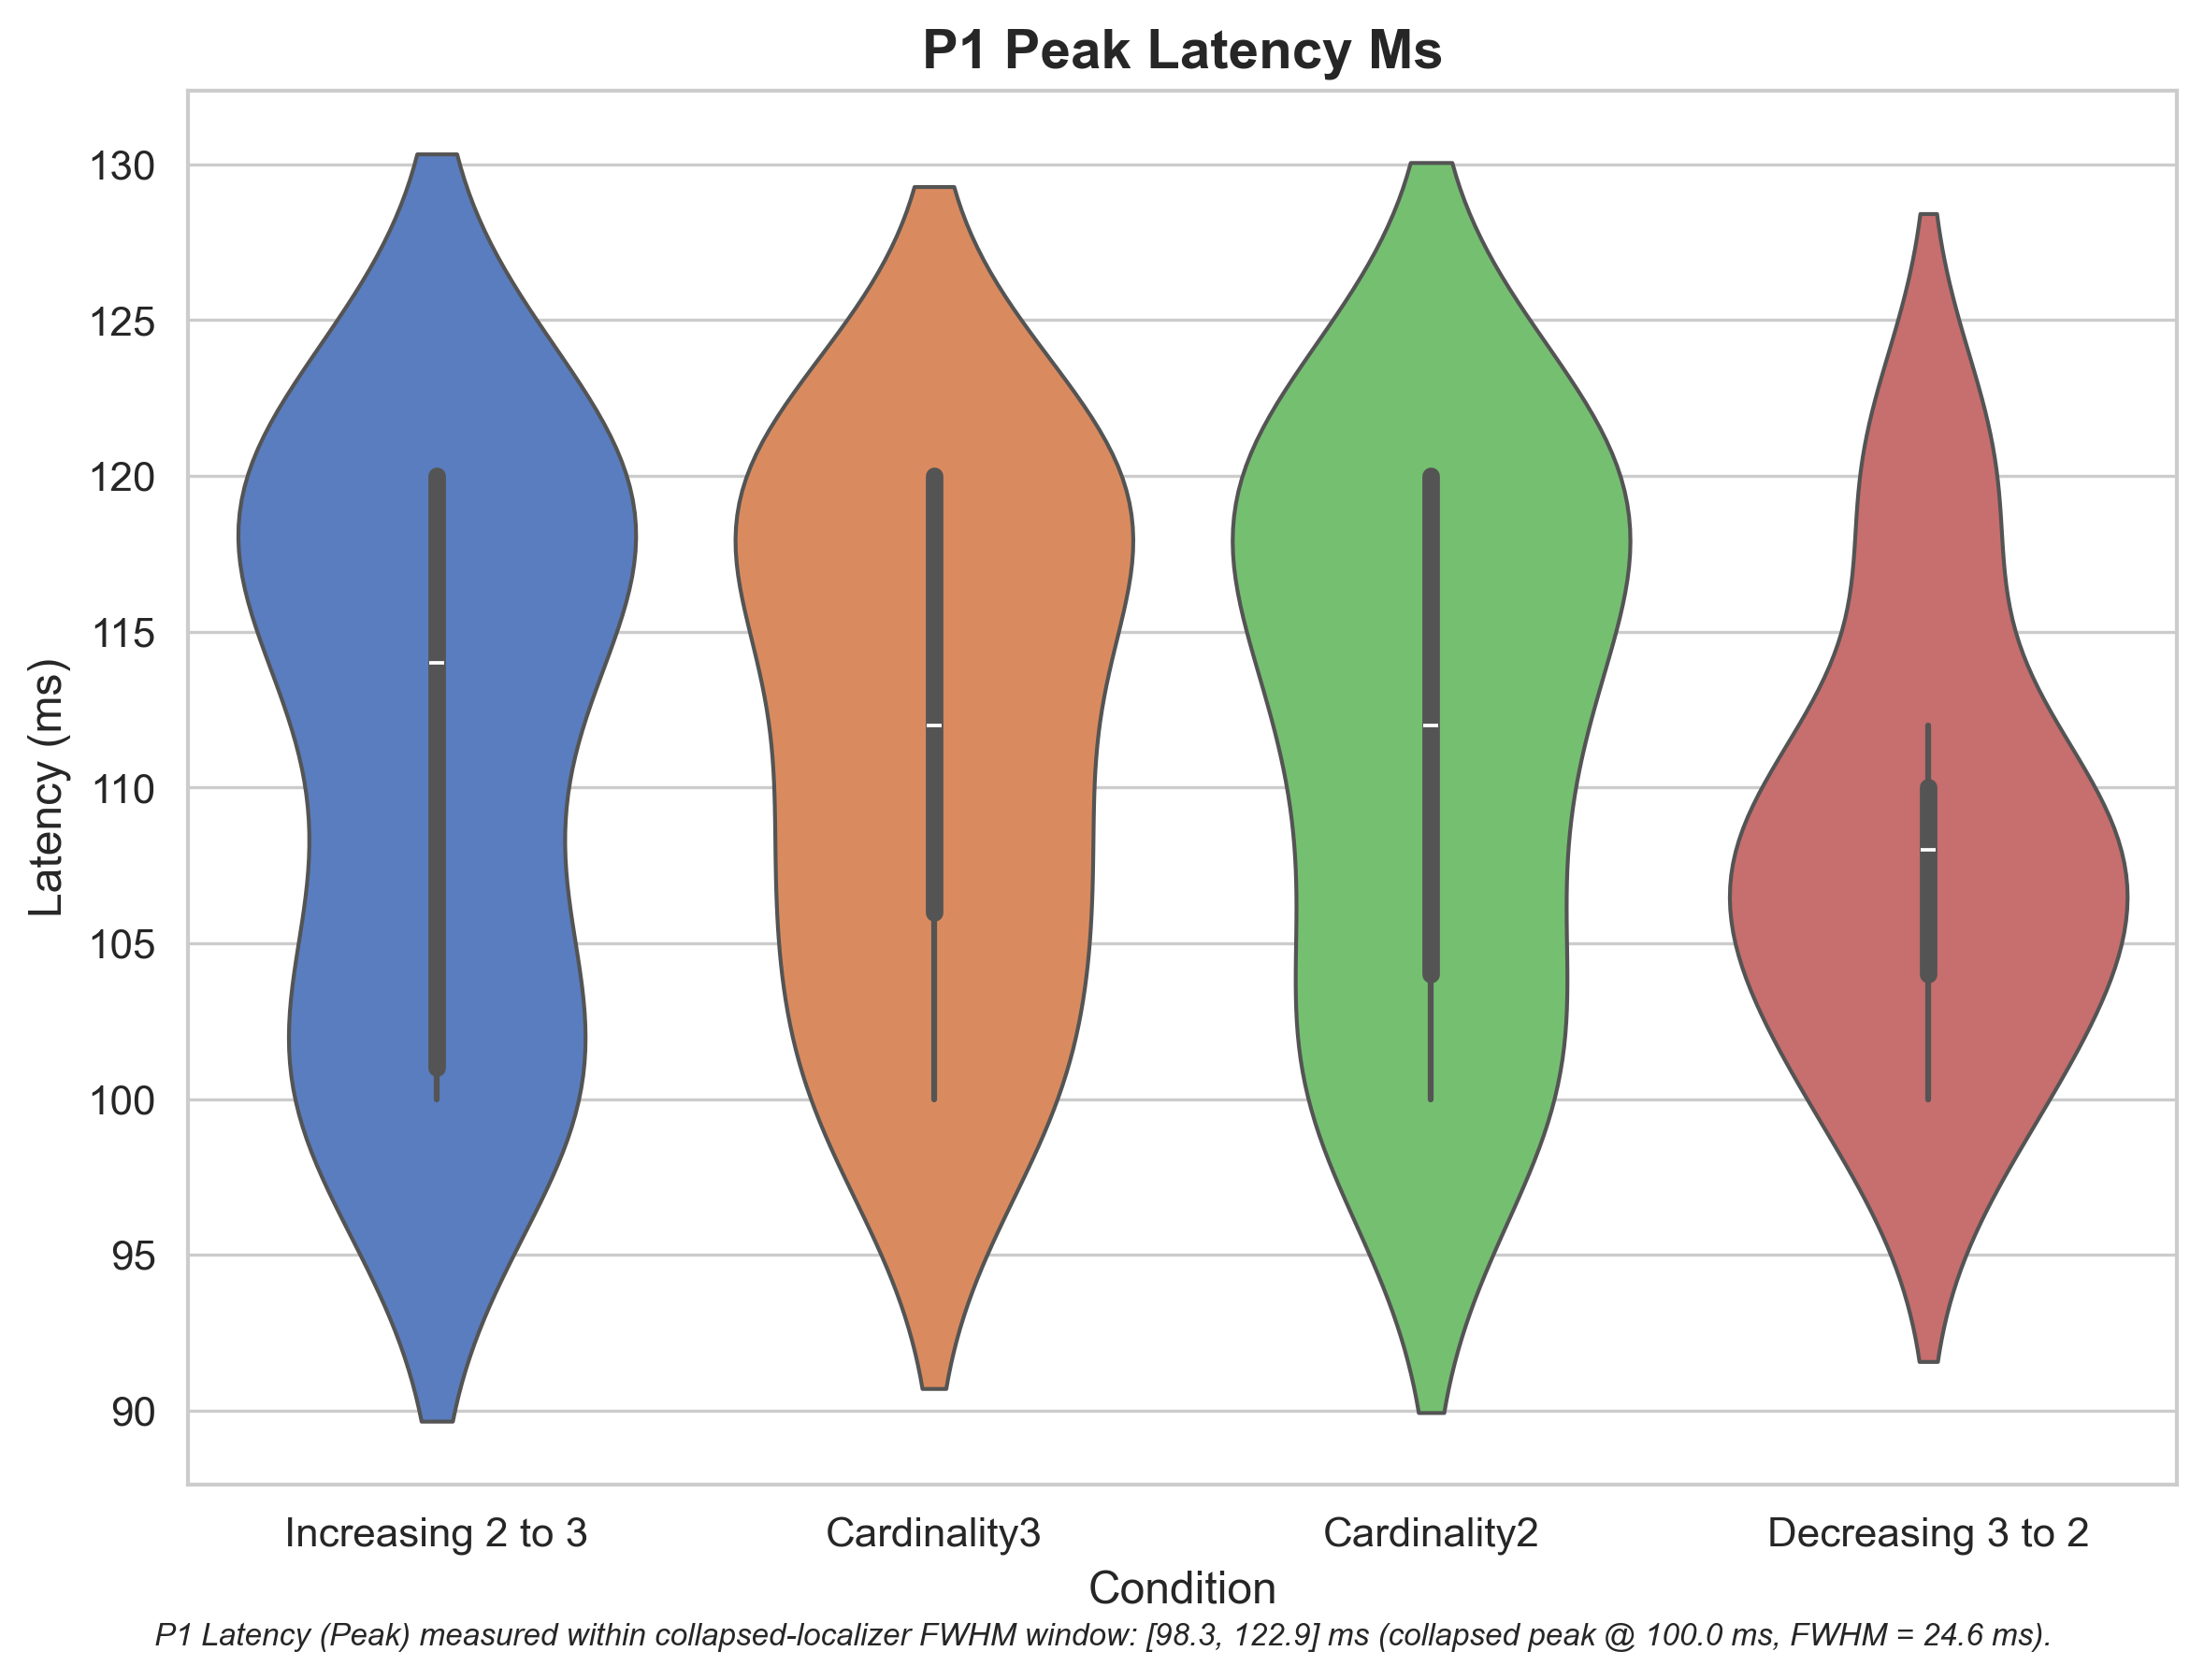 P1 Peak Latency Ms
Latency (ms)
130
125
120
115
110
105
100
95
90
Increasing 2 to 3
Cardinality3
Cardinality2
Decreasing 3 to 2
Condition
P1 Latency (Peak) measured within collapsed-localizer FWHM window: [98.3, 122.9] ms (collapsed peak @ 100.0 ms, FWHM = 24.6 ms).